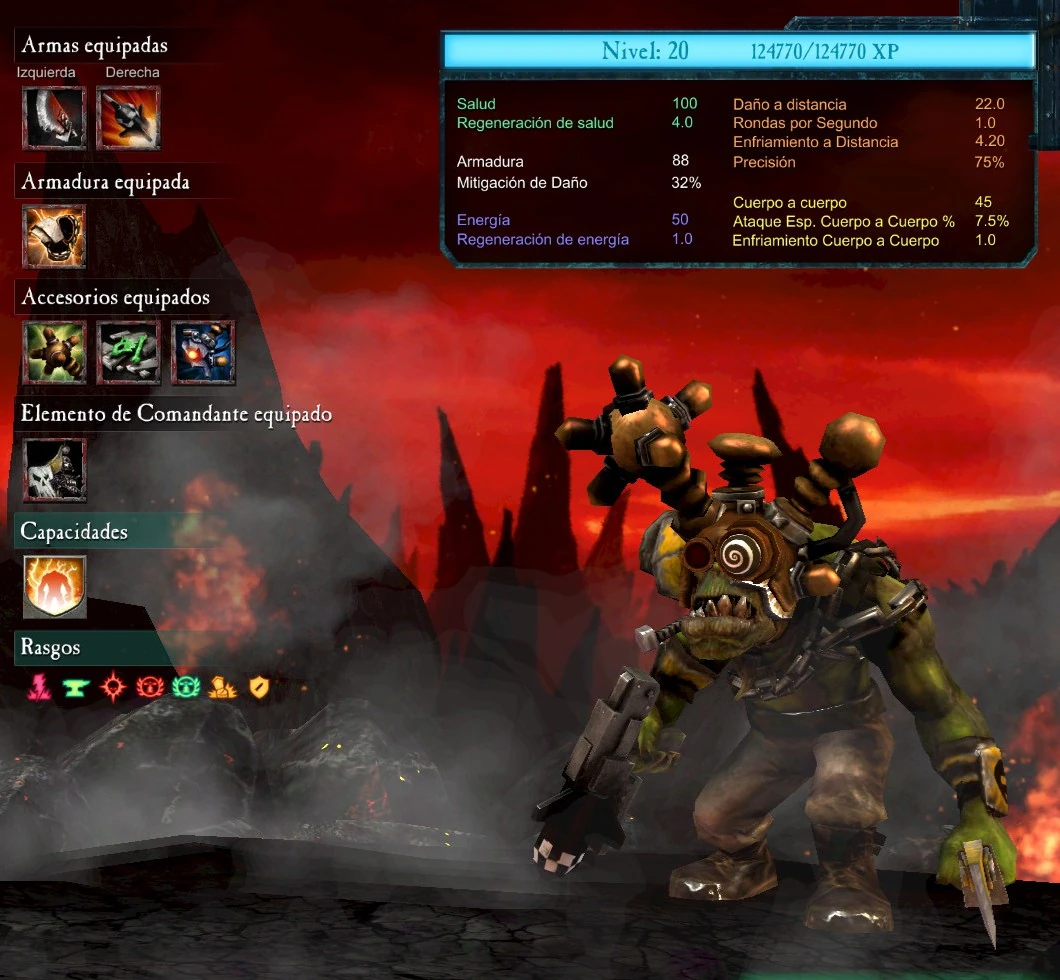 Armas equipadas
Izquierda Derecha
Armadura equipada
Accesorios equipados
Elemento de Comandante equipado
Capacidades
Rasgos
Nivel: 20 124770/124770 XP
Salud 100
Regeneración de salud 4.0
Armadura 88
Mitigación de Daño 32%
Energía 50
Regeneración de energía 1.0
Daño a distancia 22.0
Rondas por Segundo 1.0
Enfriamiento a Distancia 4.20
Precisión 75%
Cuerpo a cuerpo 45
Ataque Esp. Cuerpo a Cuerpo % 7.5%
Enfriamiento Cuerpo a Cuerpo 1.0